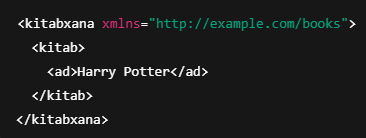 <kitabxana xmlns="http://example.com/books">
  <kitab>
    <ad>Harry Potter</ad>
  </kitab>
</kitabxana>